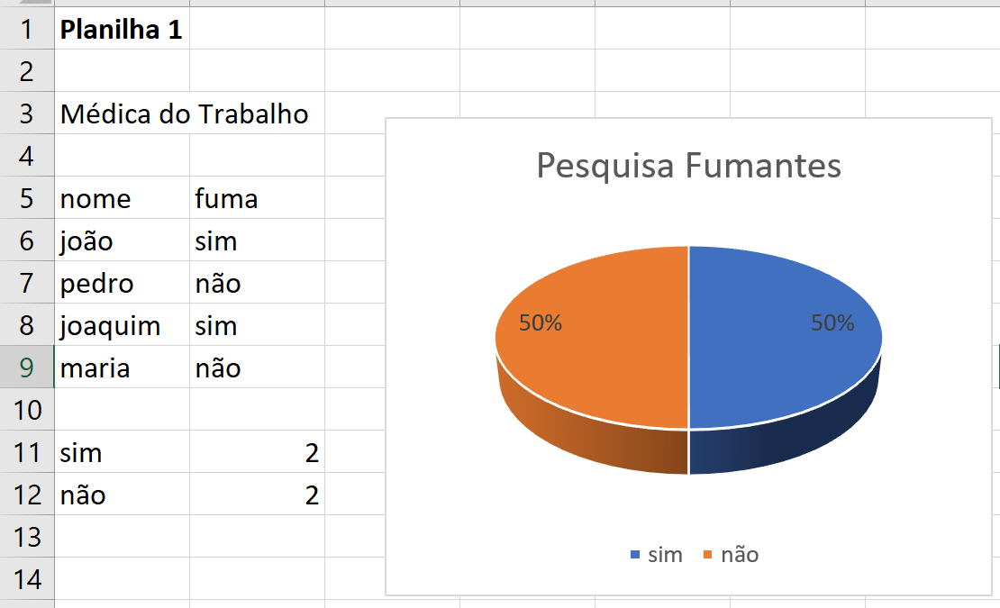 1 Planilha 1
2
3 Médica do Trabalho
4
5 nome fuma
6 joão sim
7 pedro não
8 joaquim sim
9 maria não
10
11 sim 2
12 não 2
13
14
Pesquisa Fumantes
50% 50%
sim não